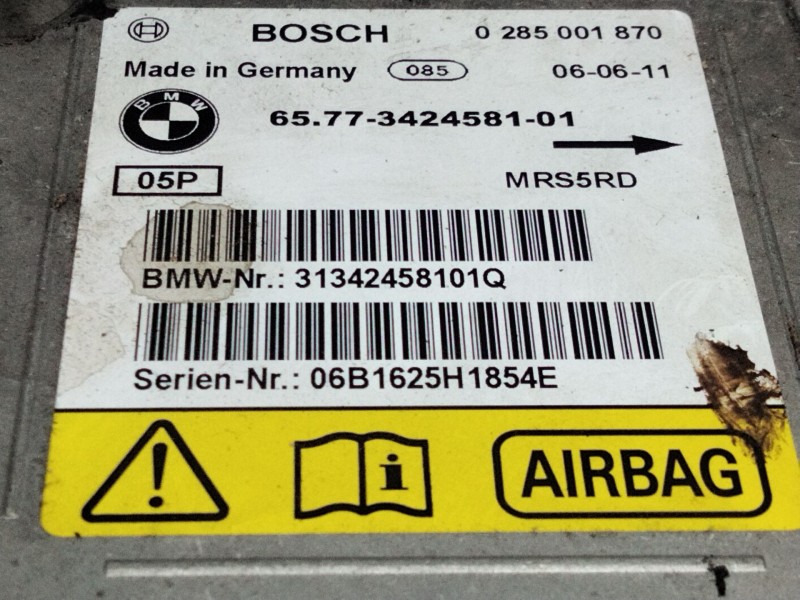 BOSCH 0 285 001 870
Made in Germany 085 06-06-11
BMW 65.77-3424581-01
05P MRS5RD
BMW-Nr.: 31342458101Q
Serien-Nr.: 06B1625H1854E
! i AIRBAG